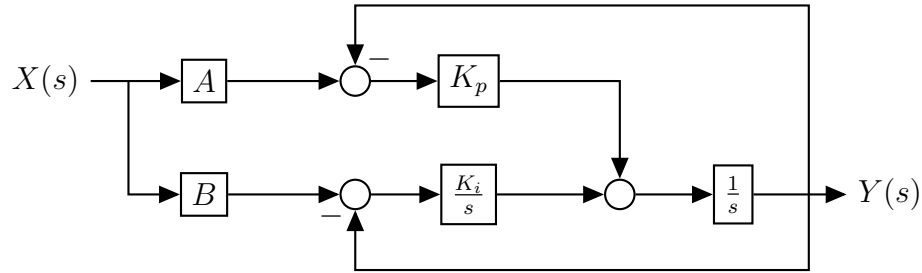 X(s) A − K_p
B − K_i/s 1/s Y(s)